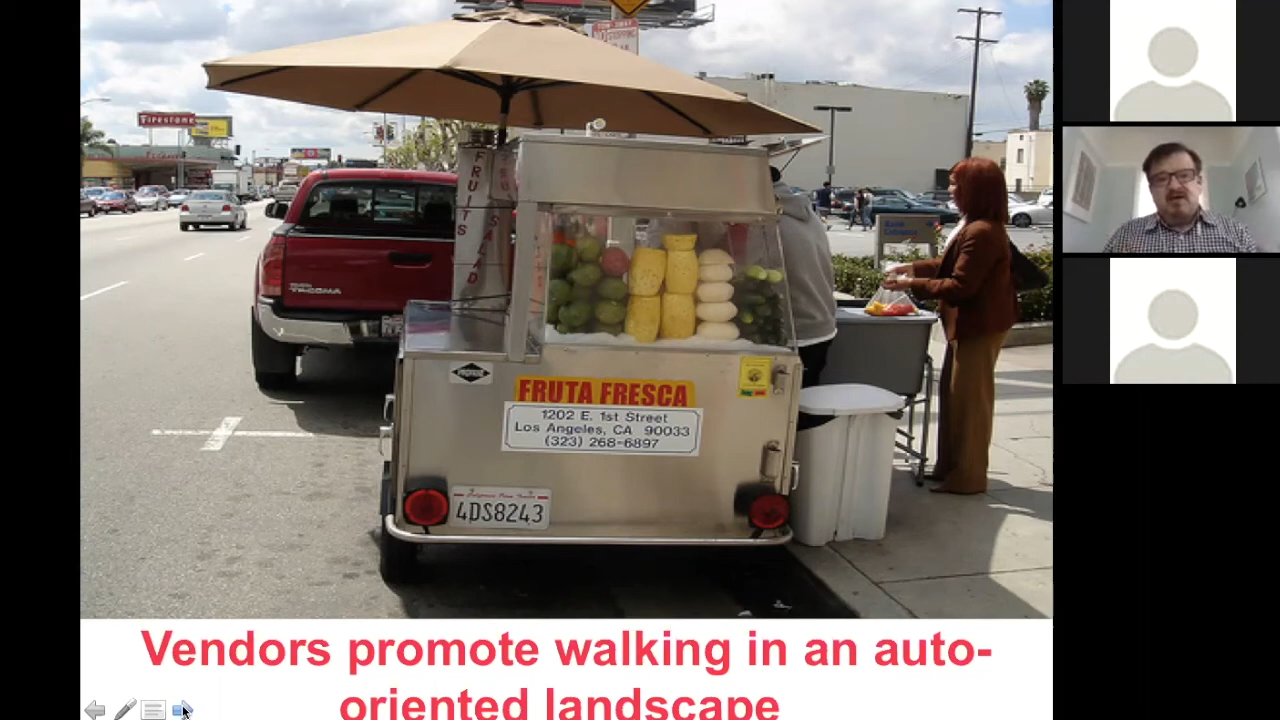 Firestone
FRUITS
SALAD
TACOMA
FRUTA FRESCA
1202 E. 1st Street
Los Angeles, CA 90033
(323) 268-6897
4DS8243
Vendors promote walking in an auto-
oriented landscape